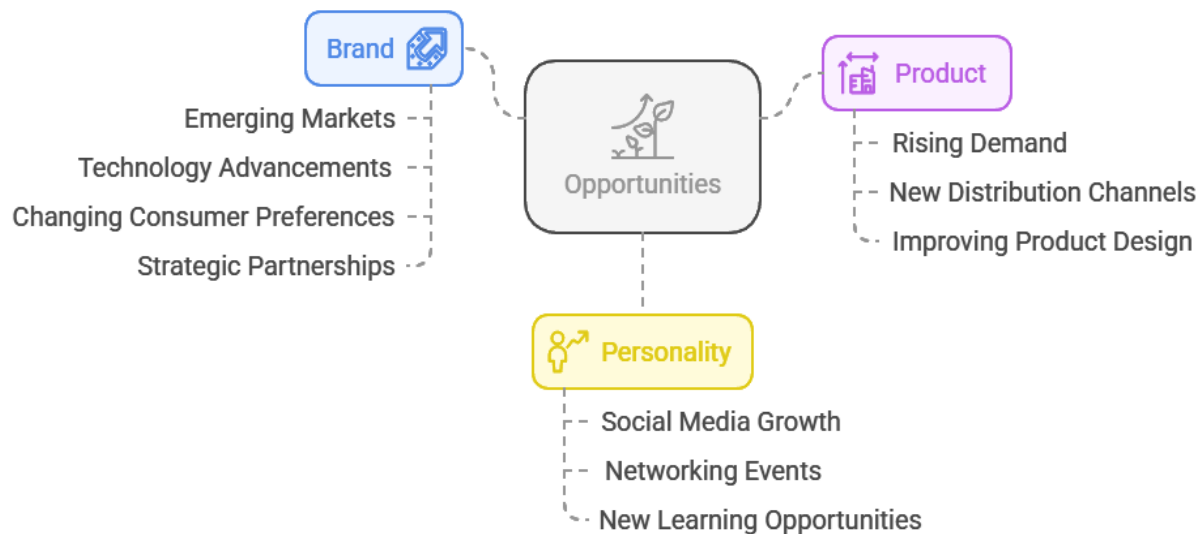 Brand
Emerging Markets
Technology Advancements
Changing Consumer Preferences
Strategic Partnerships
Opportunities
Product
Rising Demand
New Distribution Channels
Improving Product Design
Personality
Social Media Growth
Networking Events
New Learning Opportunities